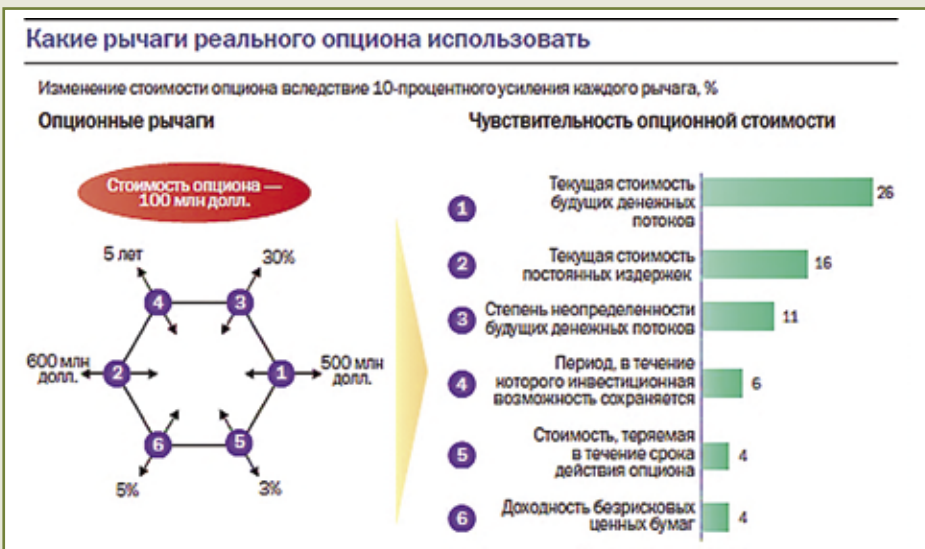 Какие рычаги реального опциона использовать
Изменение стоимости опциона вследствие 10-процентного усиления каждого рычага, %
Опционные рычаги
Стоимость опциона —
100 млн долл.
5 лет
30%
4
3
600 млн
долл.
2
1
500 млн
долл.
6
5
5%
3%
Чувствительность опционной стоимости
1
Текущая стоимость
будущих денежных
потоков
26
2
Текущая стоимость
постоянных издержек
16
3
Степень неопределенности
будущих денежных потоков
11
4
Период, в течение
которого инвестиционная
возможность сохраняется
6
5
Стоимость, теряемая
в течение срока
действия опциона
4
6
Доходность безрисковых
ценных бумаг
4